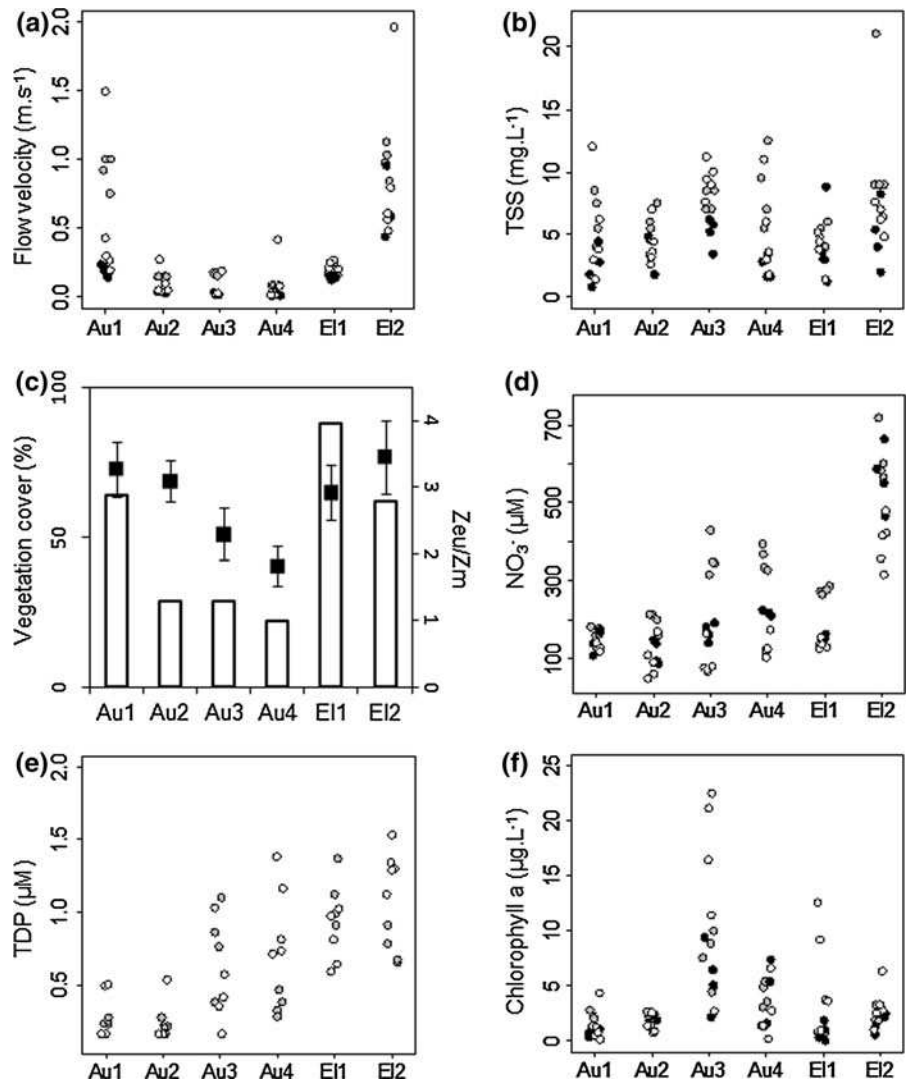 (a)
Flow velocity (m.s⁻¹)
2.0
1.5
1.0
0.5
0.0
Au1 Au2 Au3 Au4 El1 El2
(b)
TSS (mg.L⁻¹)
20
15
10
5
0
Au1 Au2 Au3 Au4 El1 El2
(c)
Vegetation cover (%)
100
50
0
Zeu/Zm
4
3
2
1
0
Au1 Au2 Au3 Au4 El1 El2
(d)
NO₃⁻ (µM)
700
500
300
100
Au1 Au2 Au3 Au4 El1 El2
(e)
TDP (µM)
2.0
1.5
1.0
0.5
Au1 Au2 Au3 Au4 El1 El2
(f)
Chlorophyll a (µg.L⁻¹)
25
20
15
10
5
0
Au1 Au2 Au3 Au4 El1 El2